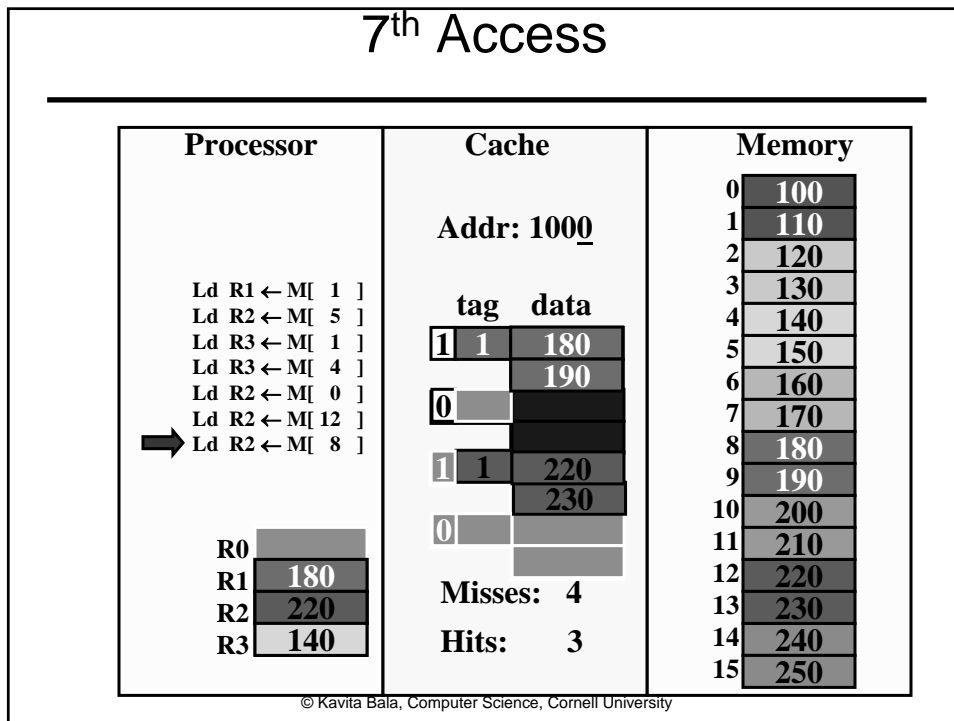 7th Access
Processor
Cache
Memory
Addr: 1000
Ld R1 ← M[ 1 ]
Ld R2 ← M[ 5 ]
Ld R3 ← M[ 1 ]
Ld R3 ← M[ 4 ]
Ld R2 ← M[ 0 ]
Ld R2 ← M[ 12 ]
Ld R2 ← M[ 8 ]
R0
R1 180
R2 220
R3 140
tag data
1 1 180
190
0
1 1 220
230
0
Misses: 4
Hits: 3
0 100
1 110
2 120
3 130
4 140
5 150
6 160
7 170
8 180
9 190
10 200
11 210
12 220
13 230
14 240
15 250
© Kavita Bala, Computer Science, Cornell University